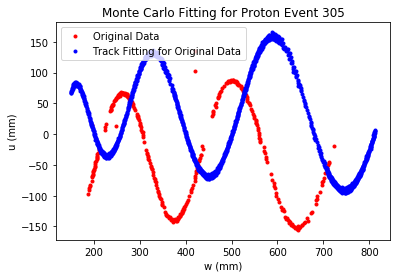 Monte Carlo Fitting for Proton Event 305
Original Data
Track Fitting for Original Data
u (mm)
150
100
50
0
−50
−100
−150
200 300 400 500 600 700 800
w (mm)